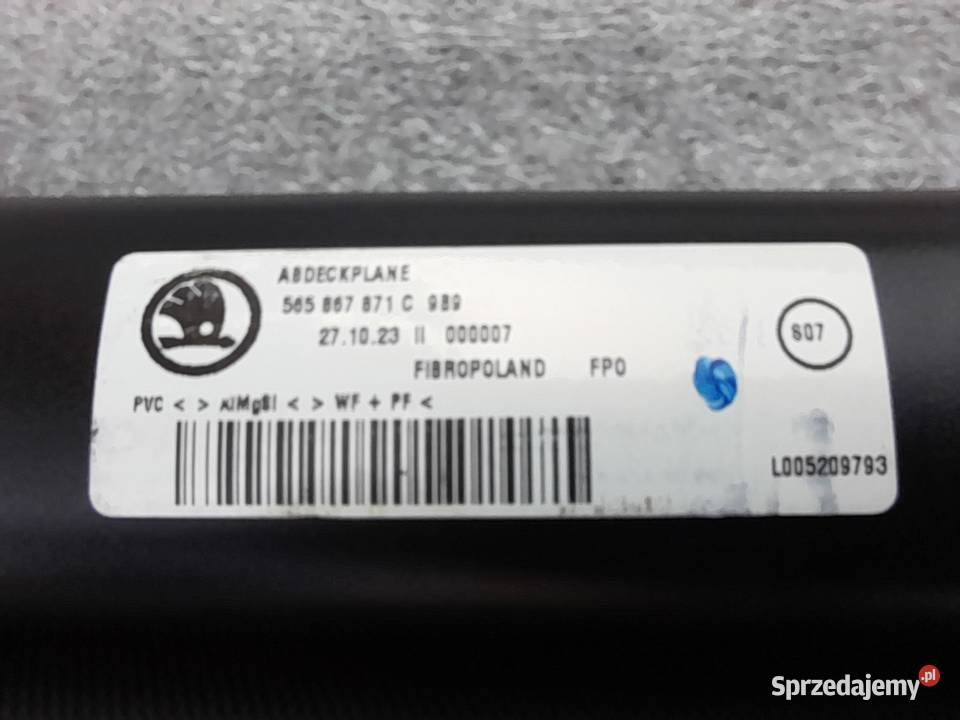 ABDECKPLANE
565 867 871 C 9B9
27.10.23 II 000007
FIBROPOLAND FPO
S07
PVC < > AlMgSI < > WF + PF <
L005209793
Sprzedajemy.pl